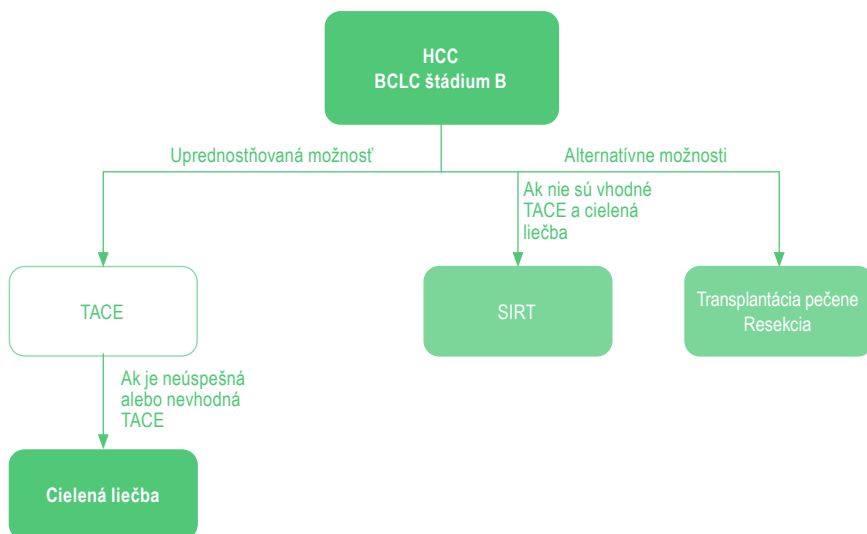 HCC
BCLC štádium B
Uprednostňovaná možnosť
Alternatívne možnosti
Ak nie sú vhodné
TACE a cielená
liečba
TACE
SIRT
Transplantácia pečene
Resekcia
Ak je neúspešná
alebo nevhodná
TACE
Cielená liečba